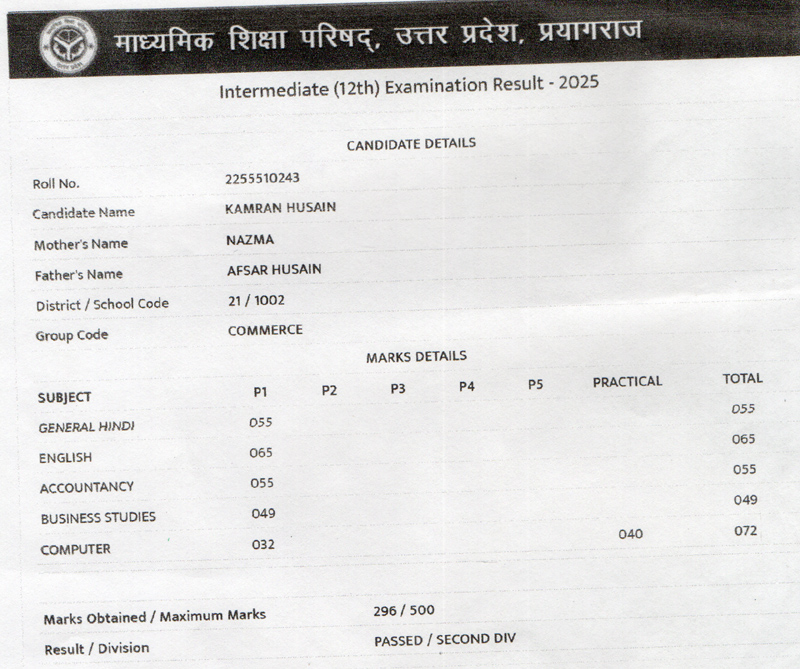 माध्यमिक शिक्षा परिषद्, उत्तर प्रदेश, प्रयागराज
Intermediate (12th) Examination Result - 2025
CANDIDATE DETAILS
Roll No. 2255510243
Candidate Name KAMRAN HUSAIN
Mother's Name NAZMA
Father's Name AFSAR HUSAIN
District / School Code 21 / 1002
Group Code COMMERCE
MARKS DETAILS
SUBJECT P1 P2 P3 P4 P5 PRACTICAL TOTAL
GENERAL HINDI 055 055
ENGLISH 065 065
ACCOUNTANCY 055 055
BUSINESS STUDIES 049 049
COMPUTER 032 040 072
Marks Obtained / Maximum Marks 296 / 500
Result / Division PASSED / SECOND DIV